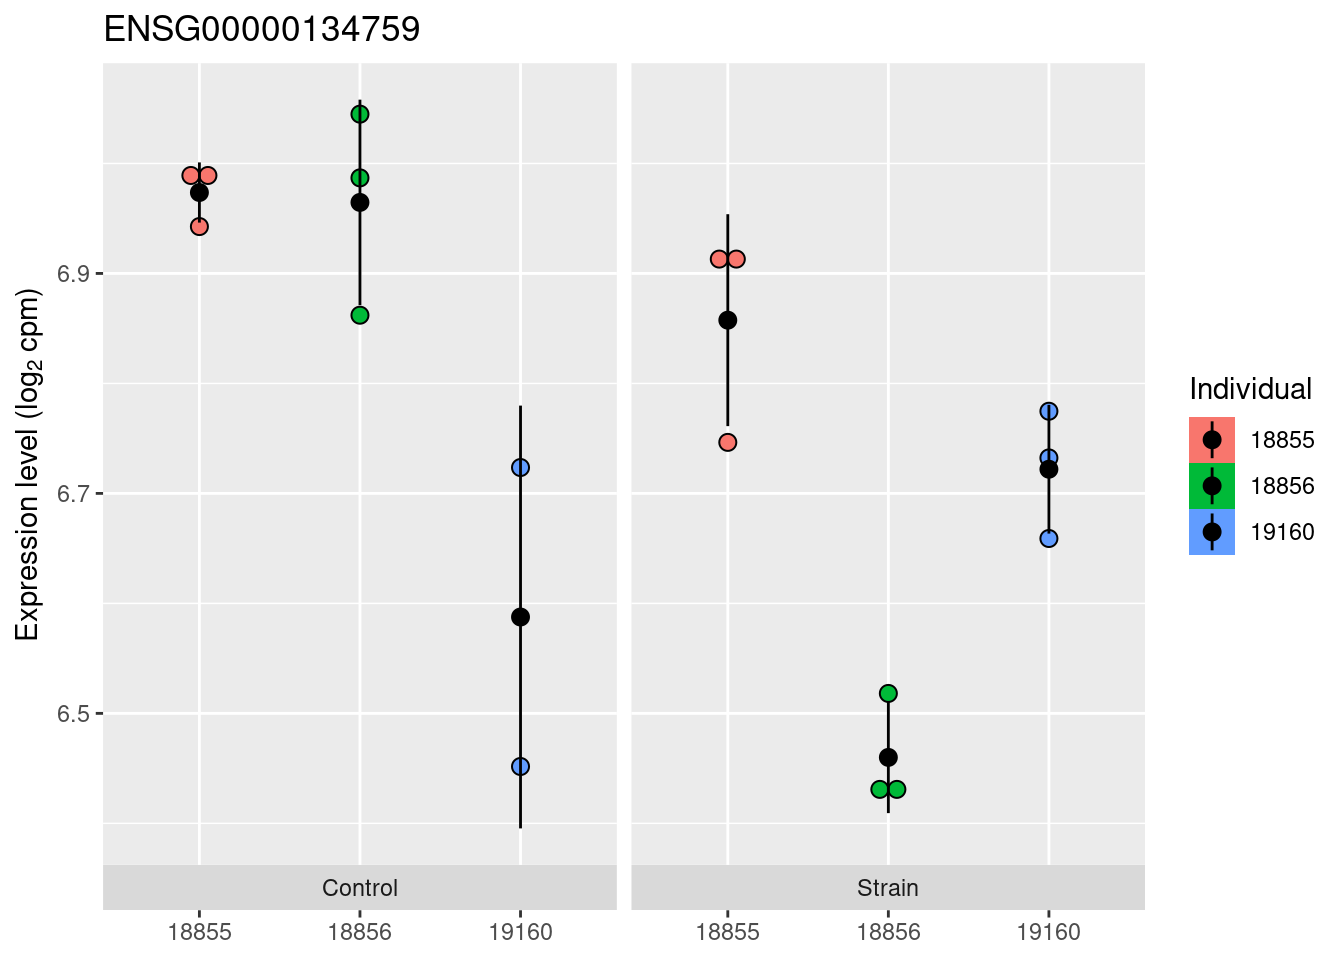 ENSG00000134759
Expression level (log₂ cpm)
6.9
6.7
6.5
Control
Strain
18855
18856
19160
18855
18856
19160
Individual
18855
18856
19160